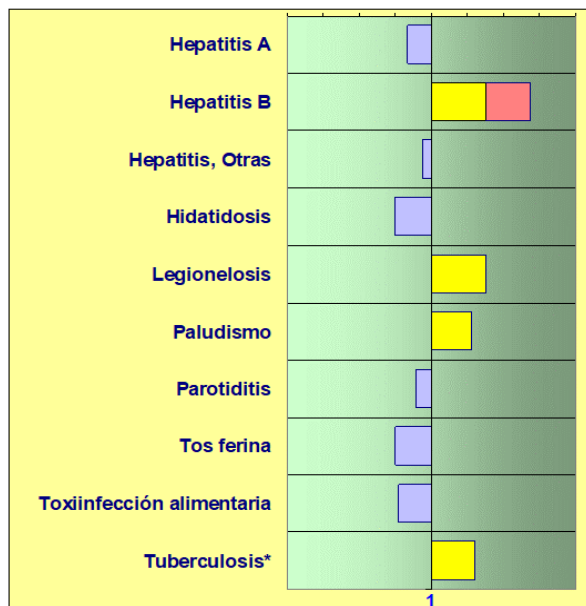 Hepatitis A
Hepatitis B
Hepatitis, Otras
Hidatidosis
Legionelosis
Paludismo
Parotiditis
Tos ferina
Toxiinfección alimentaria
Tuberculosis*
1